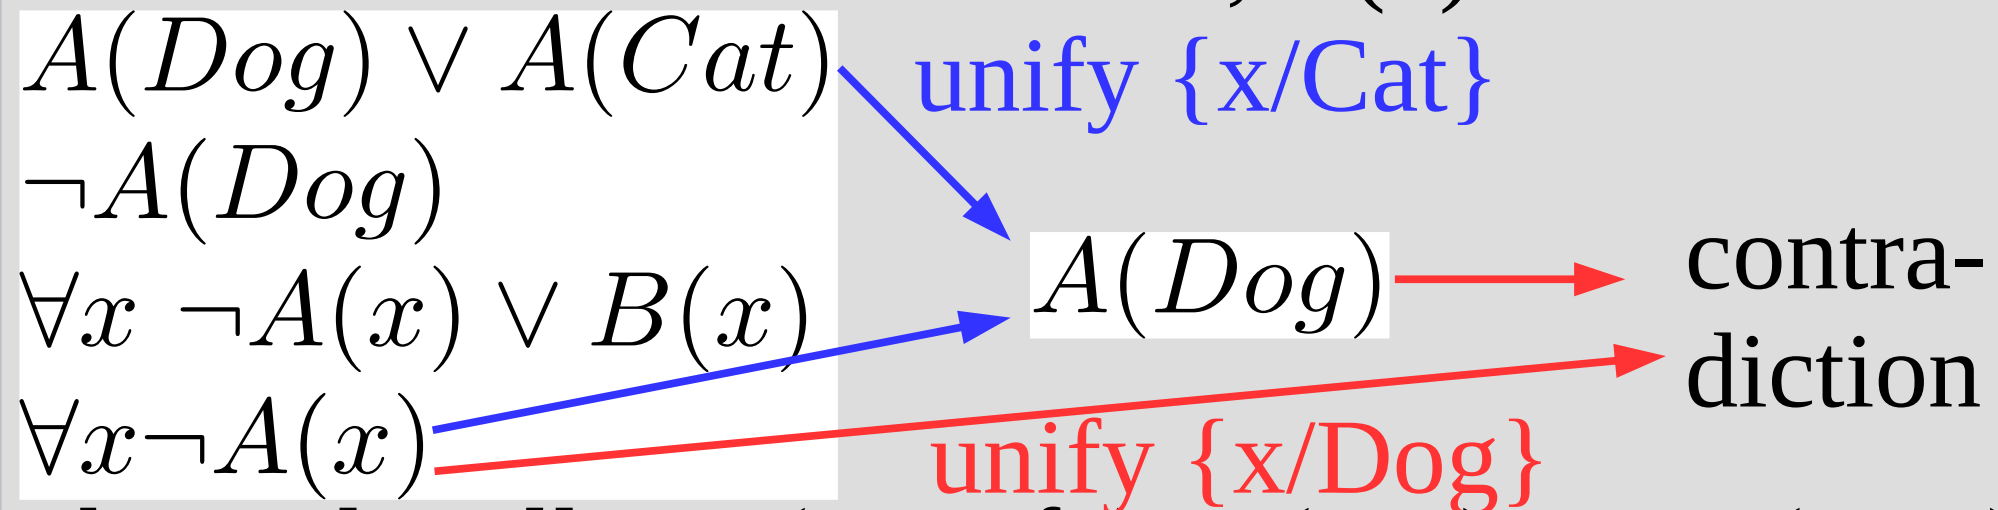 A(Dog) ∨ A(Cat)
unify {x/Cat}
¬A(Dog)
∀x ¬A(x) ∨ B(x)
A(Dog)
contra-
diction
∀x¬A(x)
unify {x/Dog}